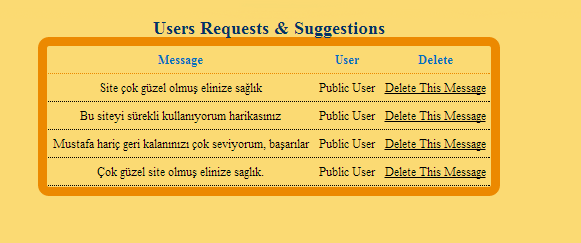 Users Requests & Suggestions
Message User Delete
Site çok güzel olmuş elinize sağlık Public User Delete This Message
Bu siteyi sürekli kullanıyorum harikasınız Public User Delete This Message
Mustafa hariç geri kalanınızı çok seviyorum, başarılar Public User Delete This Message
Çok güzel site olmuş elinize saglık. Public User Delete This Message